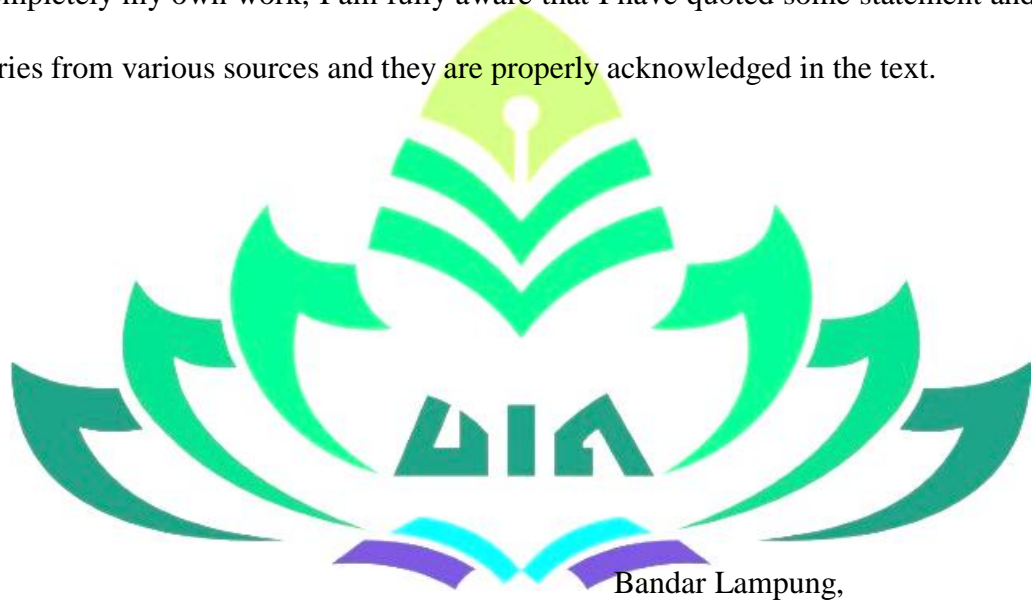 ompletely my own work, I am fully aware that I have quoted some statement and
ries from various sources and they are properly acknowledged in the text.
UIN
Bandar Lampung,